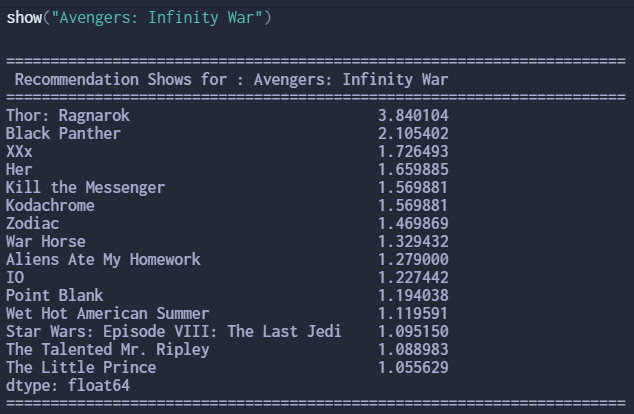 show("Avengers: Infinity War")
==========================================================================
Recommendation Shows for : Avengers: Infinity War
==========================================================================
Thor: Ragnarok 3.840104
Black Panther 2.105402
XXx 1.726493
Her 1.659885
Kill the Messenger 1.569881
Kodachrome 1.569881
Zodiac 1.469869
War Horse 1.329432
Aliens Ate My Homework 1.279000
IO 1.227442
Point Blank 1.194038
Wet Hot American Summer 1.119591
Star Wars: Episode VIII: The Last Jedi 1.095150
The Talented Mr. Ripley 1.088983
The Little Prince 1.055629
dtype: float64
==========================================================================